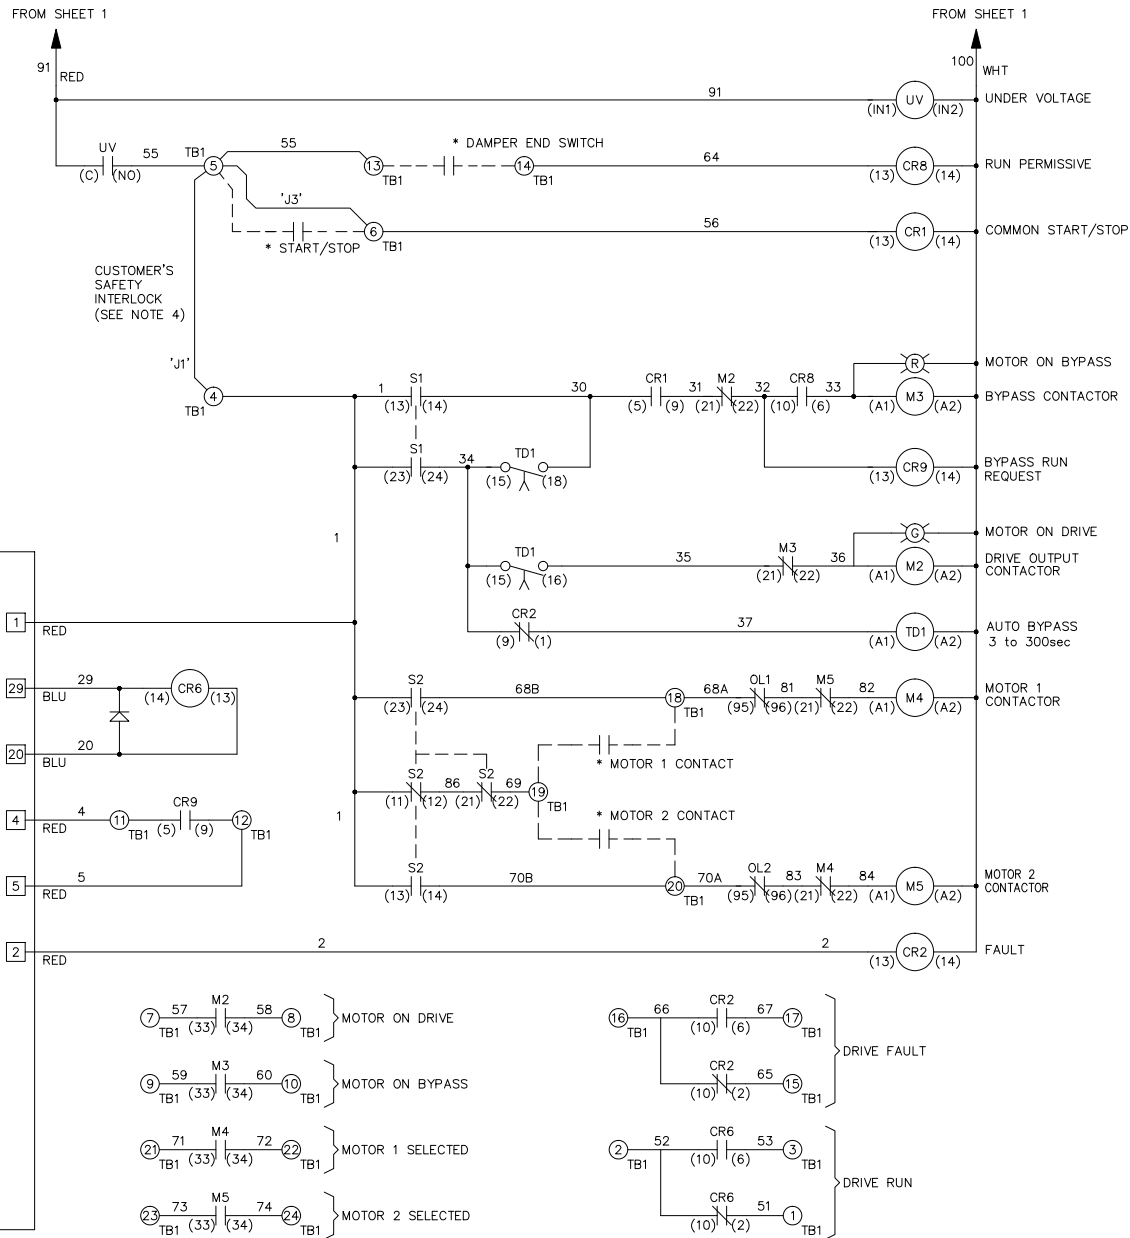 FROM SHEET 1
FROM SHEET 1
91
RED
100
WHT
91
(IN1) UV (IN2)
UNDER VOLTAGE
UV
(C) (NO)
55
TB1 5
55
13 TB1
* DAMPER END SWITCH
14 TB1
64
(13) CR8 (14)
RUN PERMISSIVE
'J3'
* START/STOP
6 TB1
56
(13) CR1 (14)
COMMON START/STOP
CUSTOMER'S
SAFETY
INTERLOCK
(SEE NOTE 4)
'J1'
TB1 4
R
MOTOR ON BYPASS
1
S1
(13) (14)
30
CR1
(5) (9)
31
M2
(21) (22)
32
CR8
(10) (6)
33
(A1) M3 (A2)
BYPASS CONTACTOR
S1
(23) (24)
34
TD1
(15) (18)
(13) CR9 (14)
BYPASS RUN
REQUEST
1
G
MOTOR ON DRIVE
TD1
(15) (16)
35
M3
(21) (22)
36
(A1) M2 (A2)
DRIVE OUTPUT
CONTACTOR
1
RED
CR2
(9) (1)
37
(A1) TD1 (A2)
AUTO BYPASS
3 to 300sec
29
BLU
29
(14) CR6 (13)
S2
(23) (24)
68B
18 TB1
68A
OL1
(95) (96)
81
M5
(21) (22)
82
(A1) M4 (A2)
MOTOR 1
CONTACTOR
20
BLU
20
* MOTOR 1 CONTACT
S2
(11) (12)
86
S2
(21) (22)
69
19 TB1
* MOTOR 2 CONTACT
1
4
RED
4
11 TB1
CR9
(5) (9)
12 TB1
5
RED
5
S2
(13) (14)
70B
20 TB1
70A
OL2
(95) (96)
83
M4
(21) (22)
84
(A1) M5 (A2)
MOTOR 2
CONTACTOR
2
RED
2
2
(13) CR2 (14)
FAULT
7 TB1
57
M2
(33) (34)
58
8 TB1
MOTOR ON DRIVE
16 TB1
66
CR2
(10) (6)
67
17 TB1
DRIVE FAULT
9 TB1
59
M3
(33) (34)
60
10 TB1
MOTOR ON BYPASS
CR2
(10) (2)
65
15 TB1
21 TB1
71
M4
(33) (34)
72
22 TB1
MOTOR 1 SELECTED
2 TB1
52
CR6
(10) (6)
53
3 TB1
DRIVE RUN
23 TB1
73
M5
(33) (34)
74
24 TB1
MOTOR 2 SELECTED
CR6
(10) (2)
51
1 TB1